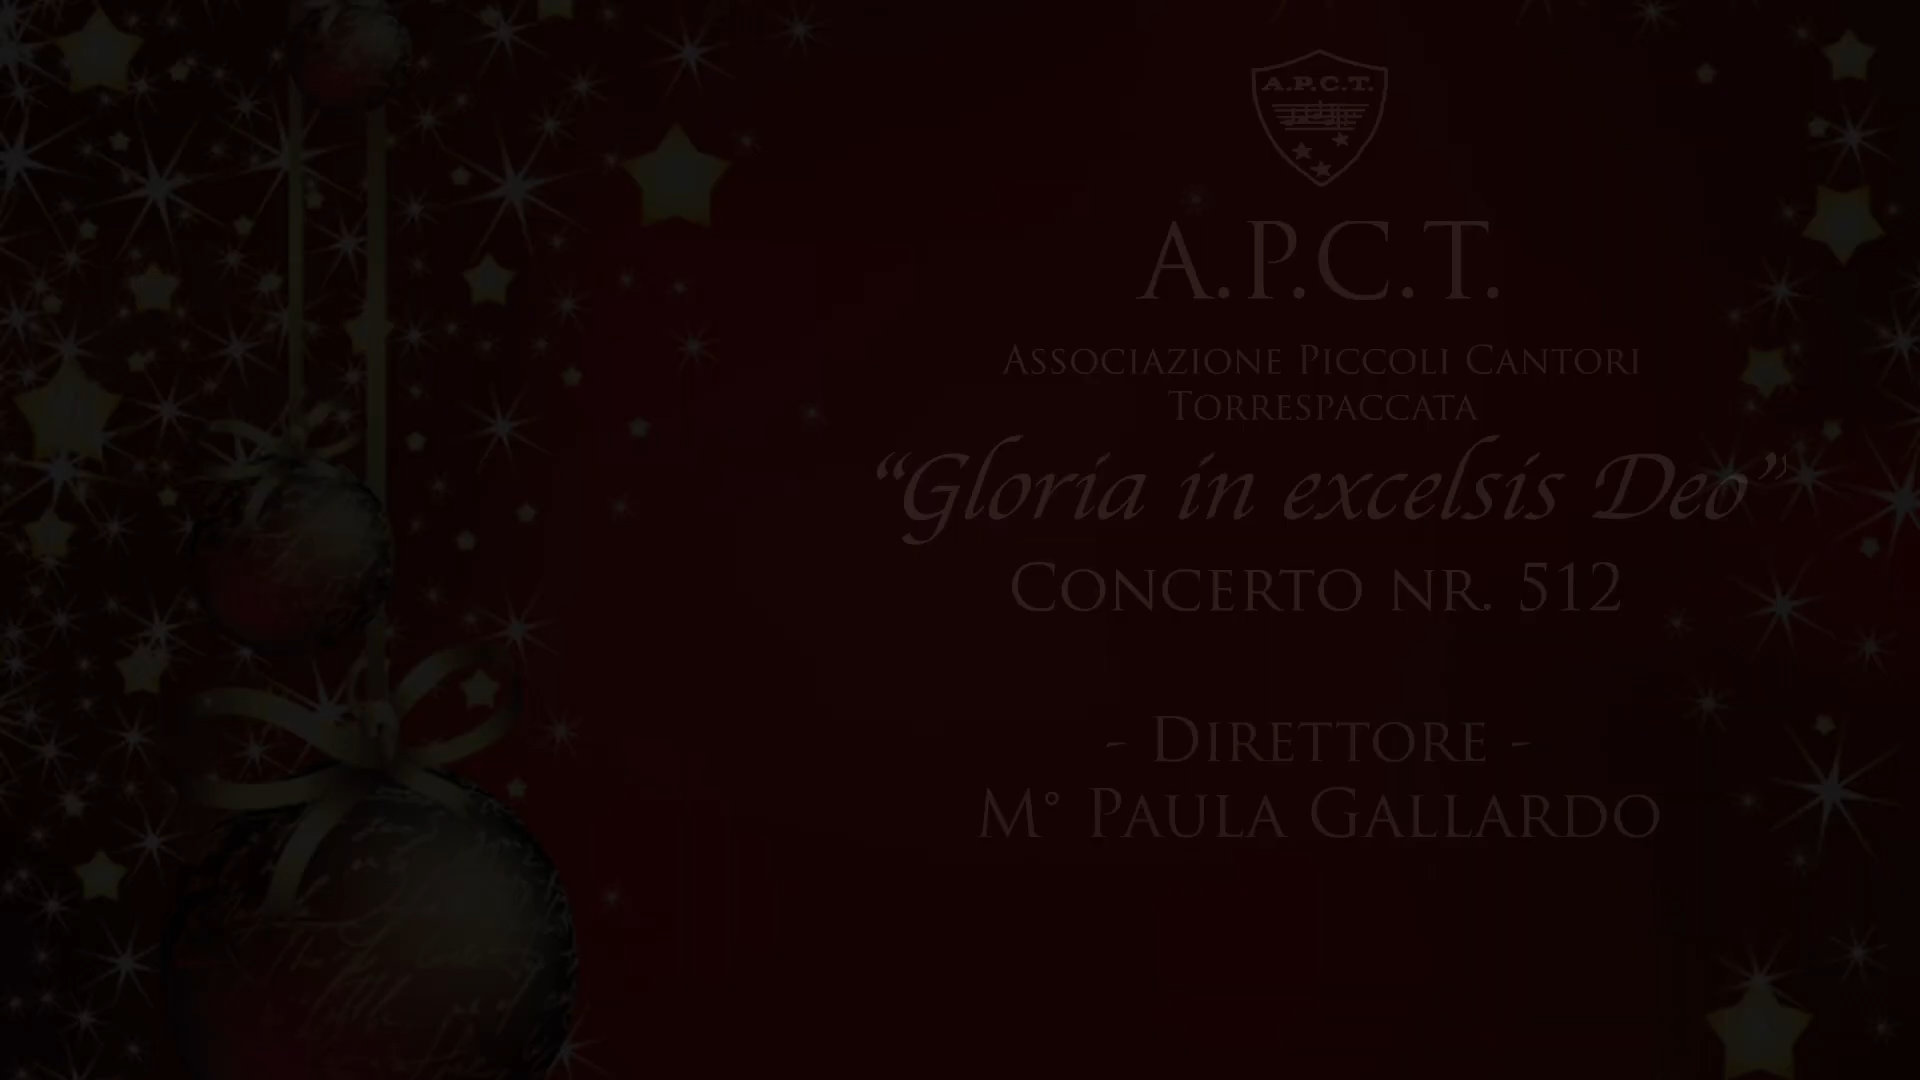 A.P.C.T.
A.P.C.T.
Associazione Piccoli Cantori
Torrespaccata
“Gloria in excelsis Deo”
Concerto nr. 512
- Direttore -
M° Paula Gallardo